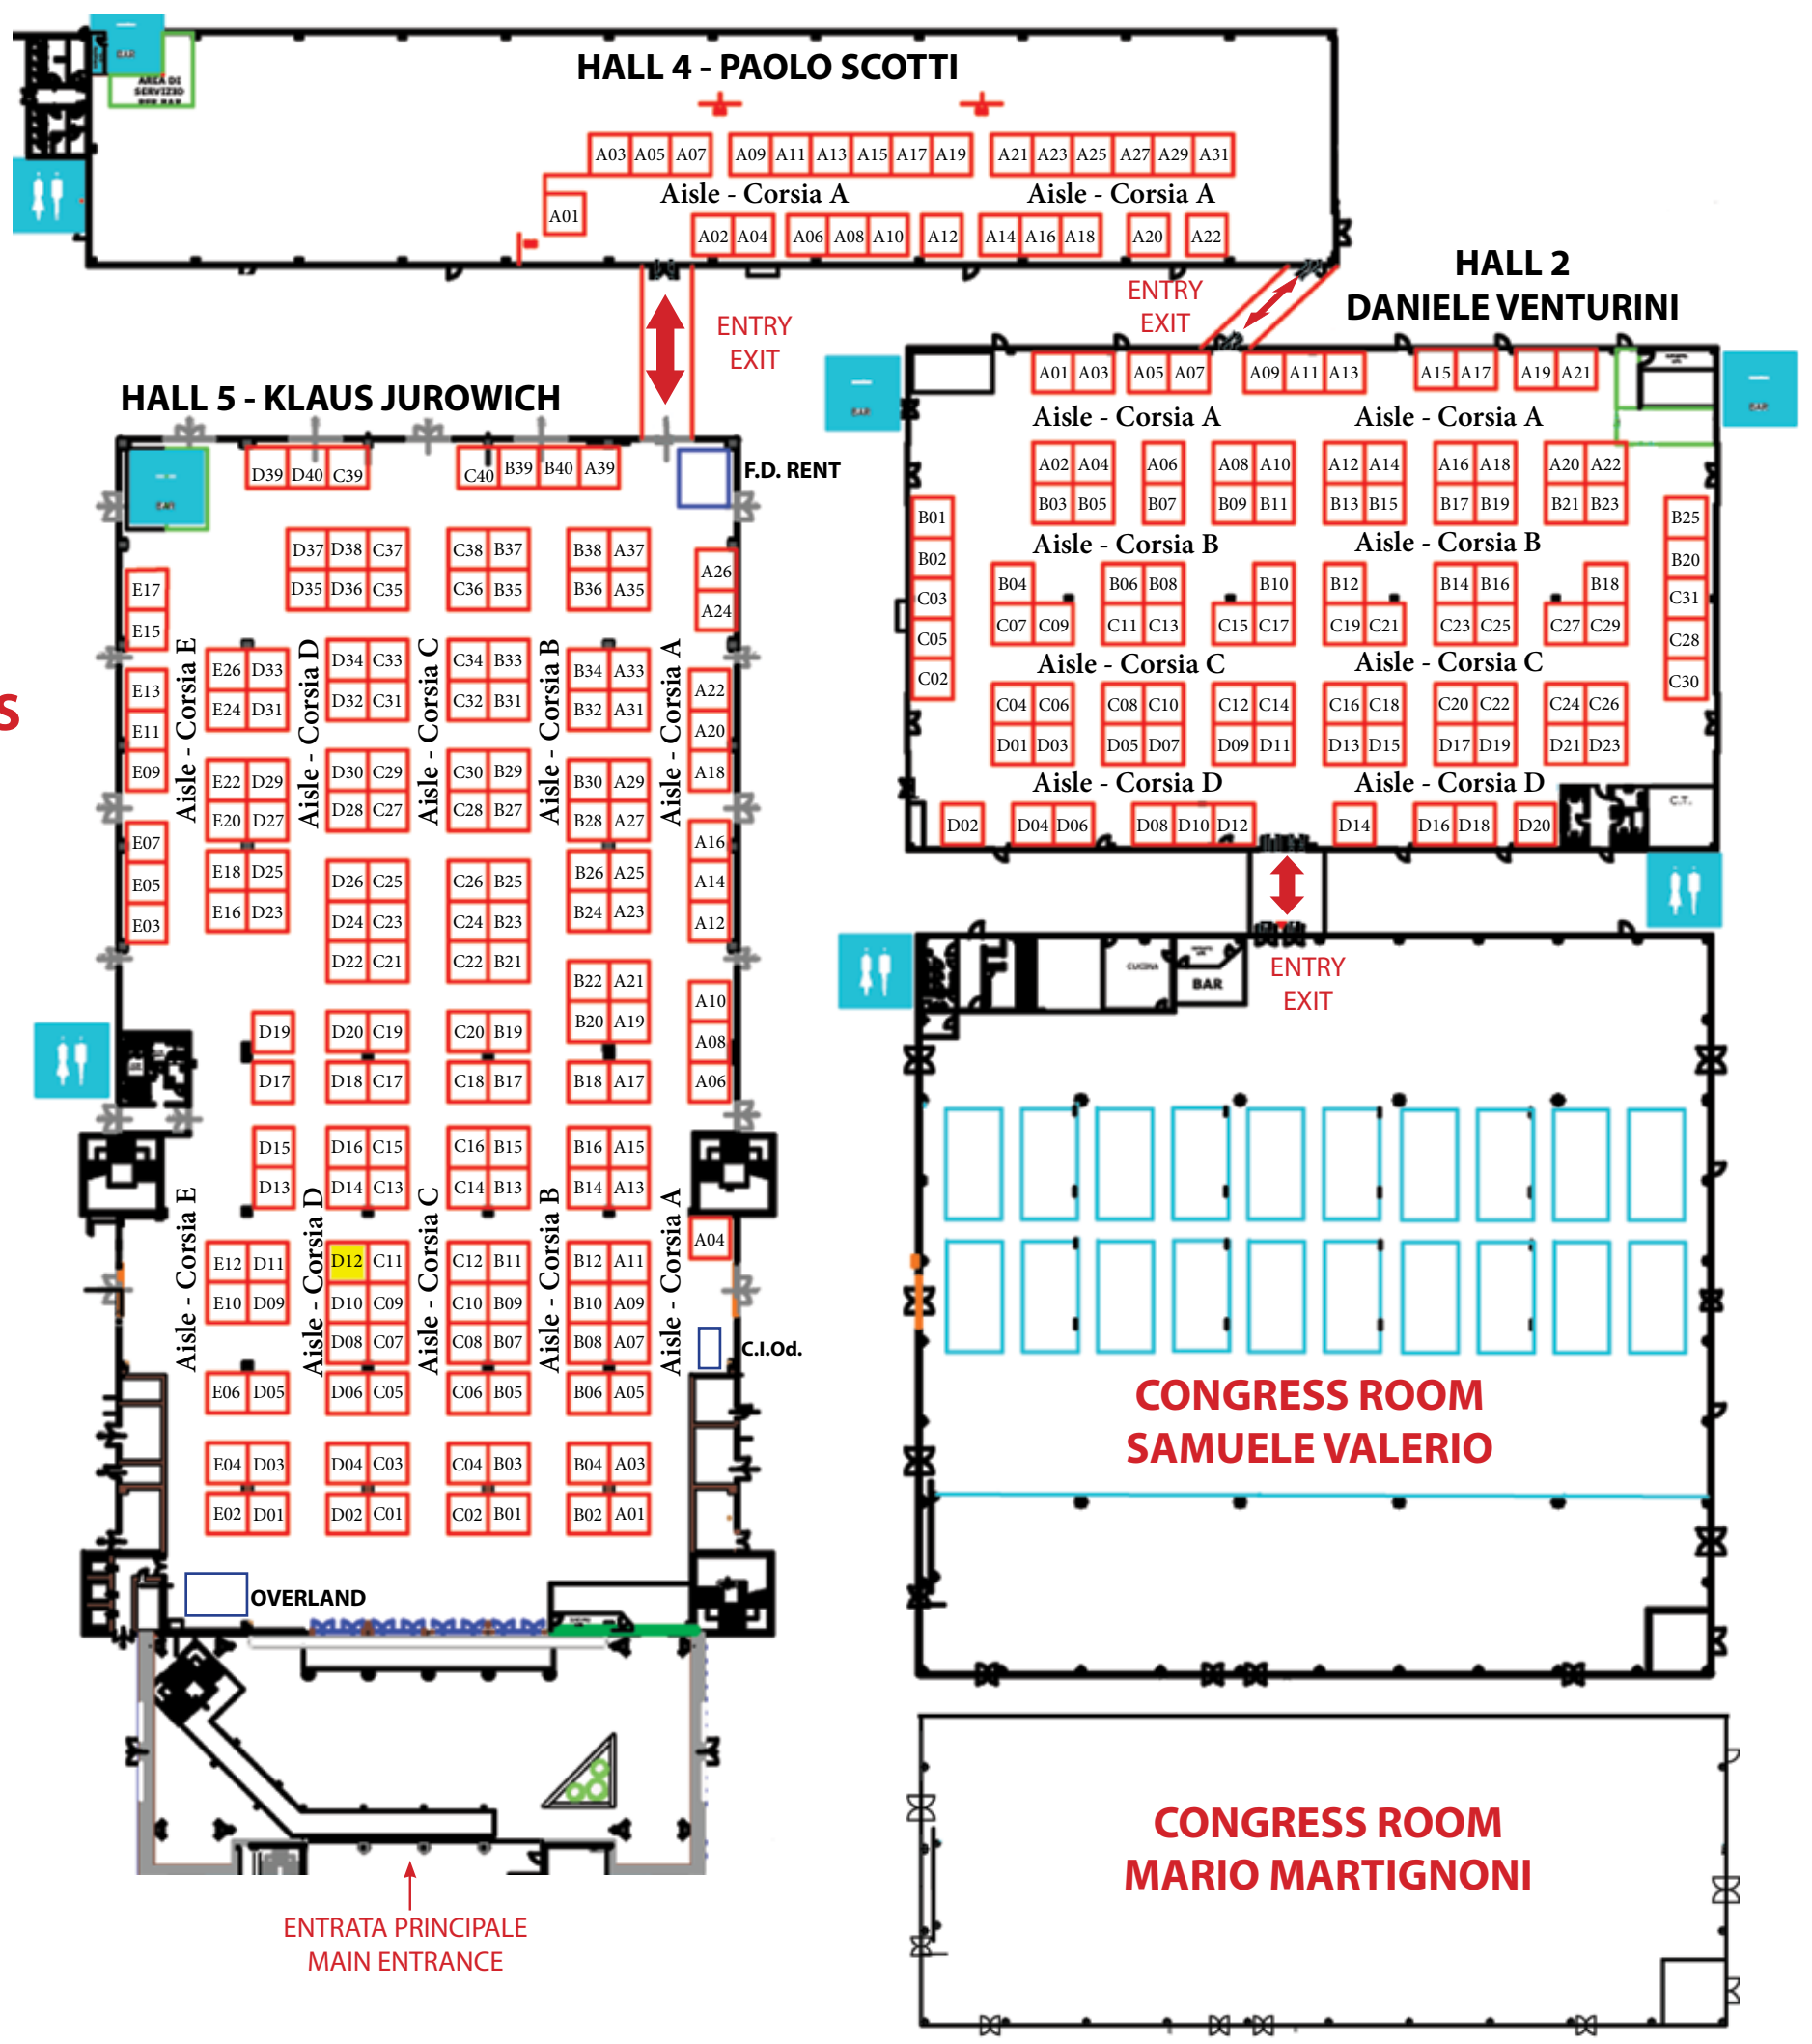 BAR
AREA DI
SERVIZIO
PER BAR
HALL 4 - PAOLO SCOTTI
A03 A05 A07 A09 A11 A13 A15 A17 A19 A21 A23 A25 A27 A29 A31
Aisle - Corsia A Aisle - Corsia A
A01
A02 A04 A06 A08 A10 A12 A14 A16 A18 A20 A22
ENTRY
EXIT
ENTRY
EXIT
HALL 2
DANIELE VENTURINI
BAR
BAR
A01 A03 A05 A07 A09 A11 A13 A15 A17 A19 A21
Aisle - Corsia A Aisle - Corsia A
A02 A04 A06 A08 A10 A12 A14 A16 A18 A20 A22
B03 B05 B07 B09 B11 B13 B15 B17 B19 B21 B23
B01 B25
Aisle - Corsia B Aisle - Corsia B
B02 B20
B04 B06 B08 B10 B12 B14 B16 B18
C03 C31
C07 C09 C11 C13 C15 C17 C19 C21 C23 C25 C27 C29
C05 C28
Aisle - Corsia C Aisle - Corsia C
C02 C30
C04 C06 C08 C10 C12 C14 C16 C18 C20 C22 C24 C26
D01 D03 D05 D07 D09 D11 D13 D15 D17 D19 D21 D23
Aisle - Corsia D Aisle - Corsia D
C.T.
D02 D04 D06 D08 D10 D12 D14 D16 D18 D20
HALL 5 - KLAUS JUROWICH
F.D. RENT
BAR
D39 D40 C39 C40 B39 B40 A39
D37 D38 C37 C38 B37 B38 A37
A26
E17 D35 D36 C35 C36 B35 B36 A35
A24
E15
Aisle - Corsia E Aisle - Corsia D Aisle - Corsia C Aisle - Corsia B Aisle - Corsia A
E26 D33 D34 C33 C34 B33 B34 A33
E13 A22
E24 D31 D32 C31 C32 B31 B32 A31
E11 A20
E09 E22 D29 D30 C29 C30 B29 B30 A29 A18
E20 D27 D28 C27 C28 B27 B28 A27
E07 A16
E18 D25 D26 C25 C26 B25 B26 A25
E05 A14
E16 D23 D24 C23 C24 B23 B24 A23
E03 A12
D22 C21 C22 B21
B22 A21
A10
B20 A19
D19 D20 C19 C20 B19
A08
D17 D18 C17 C18 B17 B18 A17 A06
D15 D16 C15 C16 B15 B16 A15
D13 D14 C13 C14 B13 B14 A13
Aisle - Corsia E Aisle - Corsia D Aisle - Corsia C Aisle - Corsia B Aisle - Corsia A
A04
E12 D11 D12 C11 C12 B11 B12 A11
E10 D09 D10 C09 C10 B09 B10 A09
D08 C07 C08 B07 B08 A07
C.I.Od.
E06 D05 D06 C05 C06 B05 B06 A05
E04 D03 D04 C03 C04 B03 B04 A03
E02 D01 D02 C01 C02 B01 B02 A01
OVERLAND
ENTRATA PRINCIPALE
MAIN ENTRANCE
S
CUCINA
BAR
ENTRY
EXIT
CONGRESS ROOM
SAMUELE VALERIO
CONGRESS ROOM
MARIO MARTIGNONI